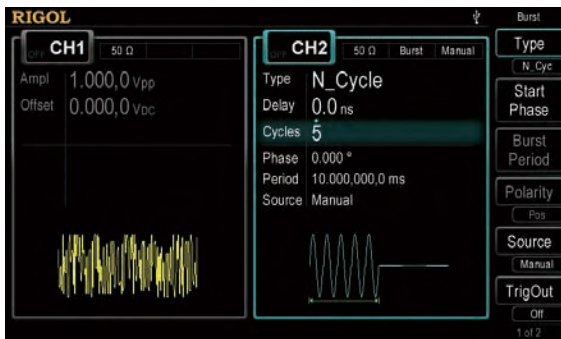 RIGOL
Burst
OFF CH1 50 Ω
Ampl 1.000,0 Vpp
Offset 0.000,0 VDC
OFF CH2 50 Ω Burst Manual
Type N_Cycle
Delay 0.0 ns
Cycles 5
Phase 0.000 °
Period 10.000,000,0 ms
Source Manual
Type
N_Cyc
Start
Phase
Burst
Period
Polarity
Pos
Source
Manual
TrigOut
Off
1 of 2